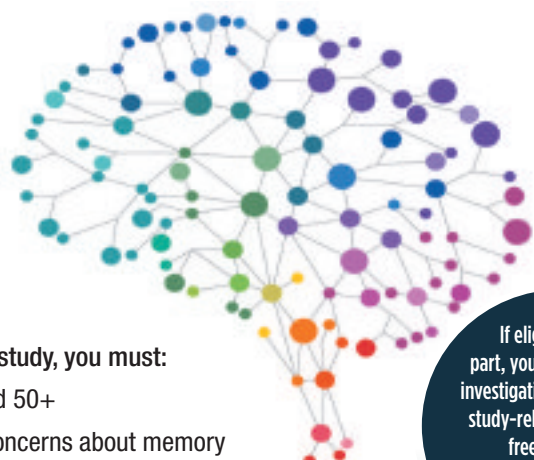 study, you must:
d 50+
oncerns about memory
If elig
part, you
investigati
study-rel
free